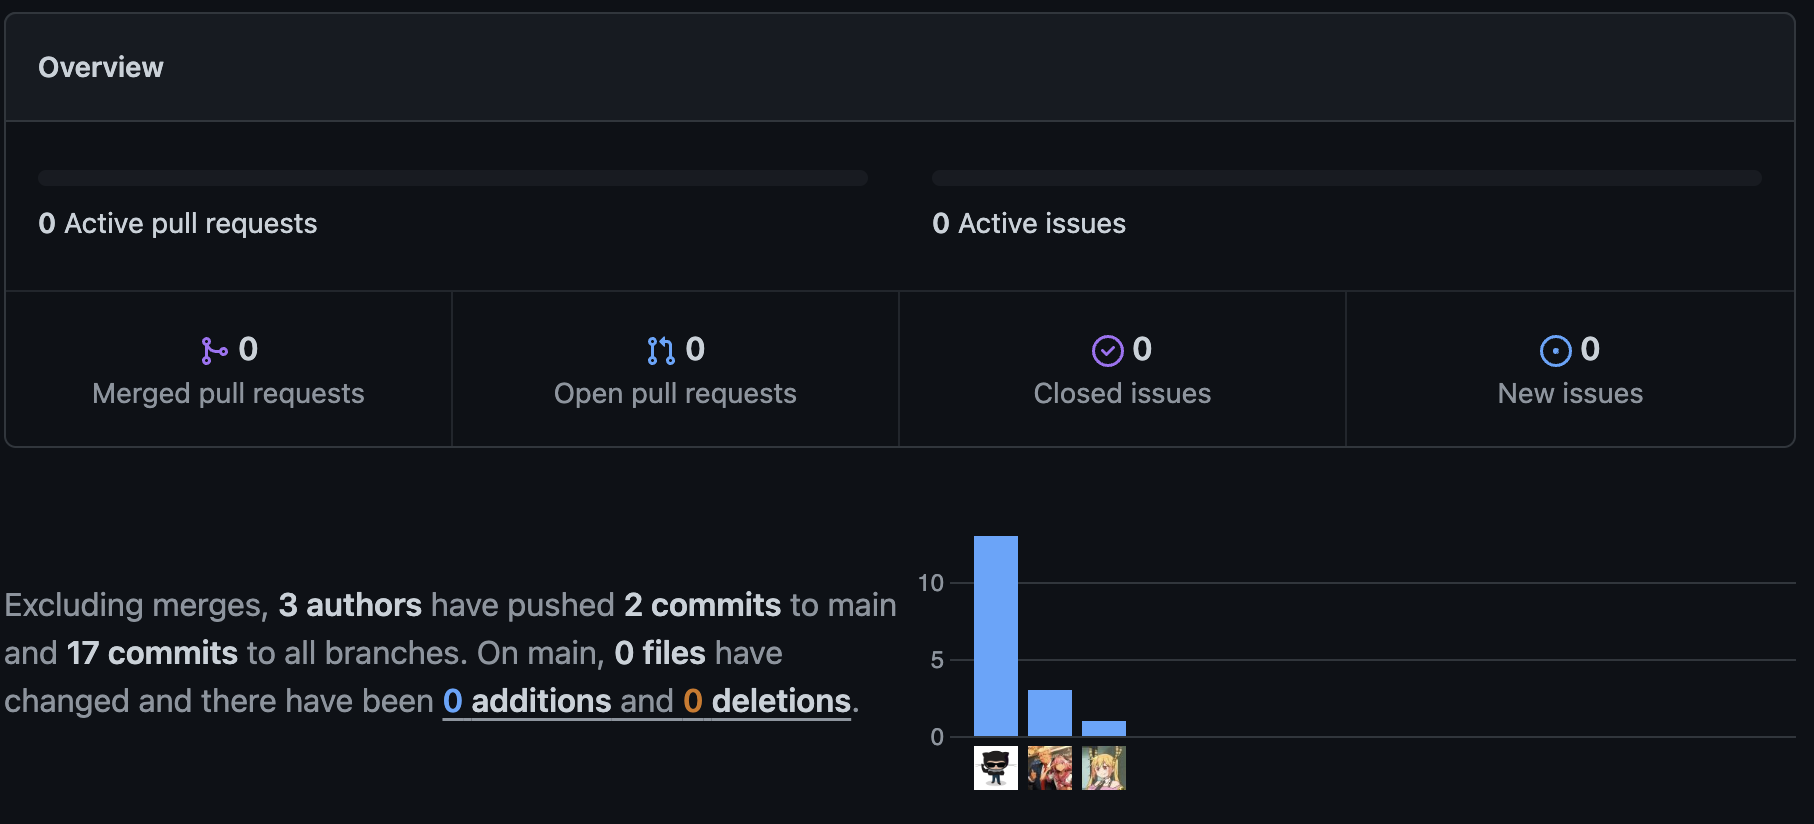 Overview
0 Active pull requests
0 Active issues
0
Merged pull requests
0
Open pull requests
0
Closed issues
0
New issues
Excluding merges, 3 authors have pushed 2 commits to main
and 17 commits to all branches. On main, 0 files have
changed and there have been 0 additions and 0 deletions.
10
5
0